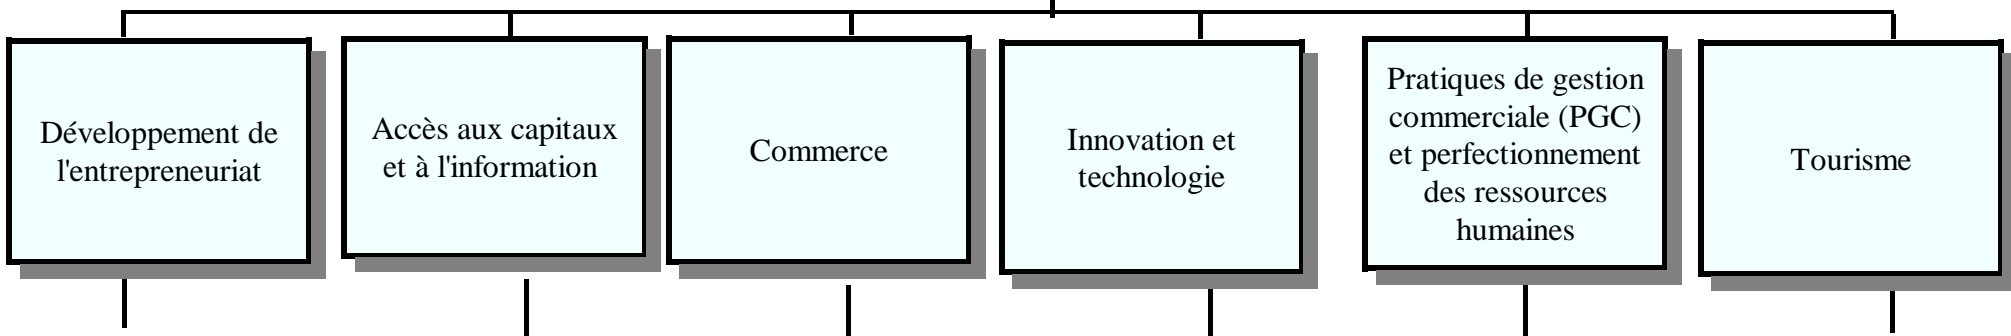 Développement de
l'entrepreneuriat
Accès aux capitaux
et à l'information
Commerce
Innovation et
technologie
Pratiques de gestion
commerciale (PGC)
et perfectionnement
des ressources
humaines
Tourisme